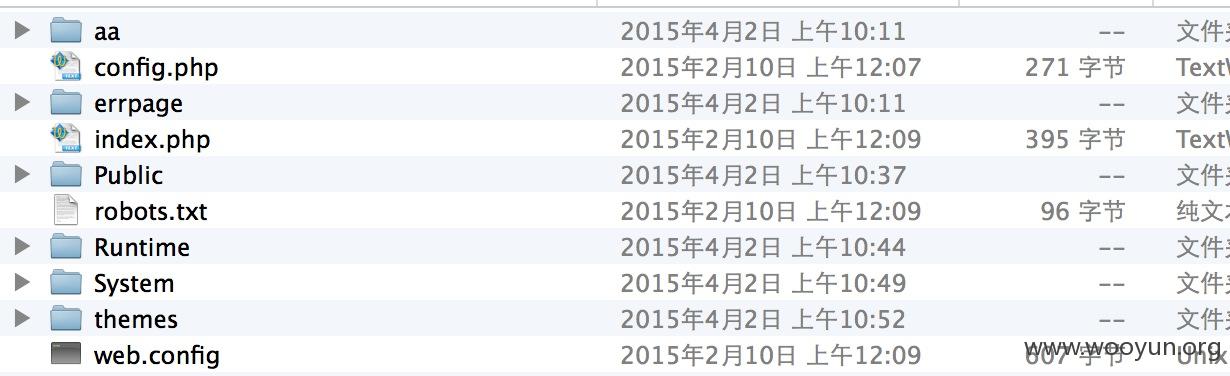 aa 2015年4月2日 上午10:11 -- 文件夹
config.php 2015年2月10日 上午12:07 271 字节 TextW
errpage 2015年4月2日 上午10:11 -- 文件夹
index.php 2015年2月10日 上午12:09 395 字节 TextW
Public 2015年4月2日 上午10:37 -- 文件夹
robots.txt 2015年2月10日 上午12:09 96 字节 纯文本
Runtime 2015年4月2日 上午10:44 -- 文件夹
System 2015年4月2日 上午10:49 -- 文件夹
themes 2015年4月2日 上午10:52 -- 文件夹
web.config 2015年2月10日 上午12:09 607 字节 Unix
www.wooyun.org